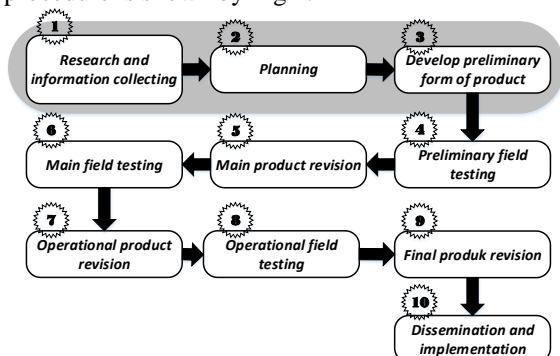 procedure is shown by
1
Research and
information collecting
2
Planning
3
Develop preliminary
form of product
4
Preliminary field
testing
5
Main product revision
6
Main field testing
7
Operational product
revision
8
Operational field
testing
9
Final produk revision
10
Dissemination and
implementation